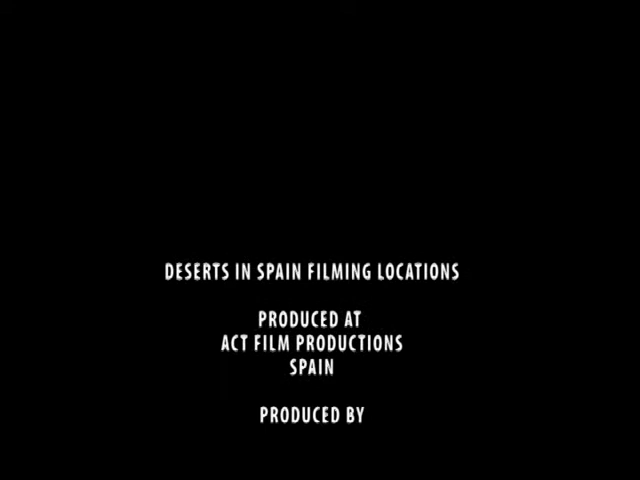 DESERTS IN SPAIN FILMING LOCATIONS
PRODUCED AT
ACT FILM PRODUCTIONS
SPAIN
PRODUCED BY